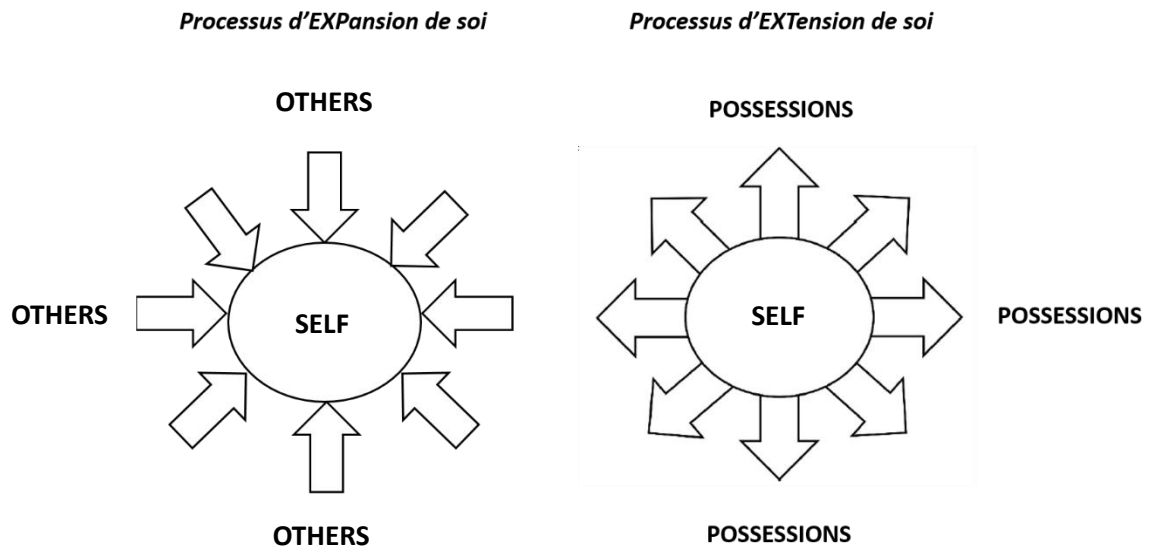 Processus d’EXPansion de soi
Processus d’EXTension de soi
OTHERS
POSSESSIONS
OTHERS
SELF
SELF
POSSESSIONS
OTHERS
POSSESSIONS